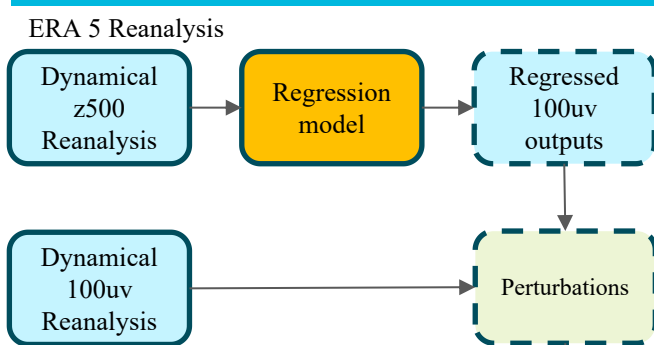 ERA 5 Reanalysis
Dynamical
z500
Reanalysis
Regression
model
Regressed
100uv
outputs
Dynamical
100uv
Reanalysis
Perturbations